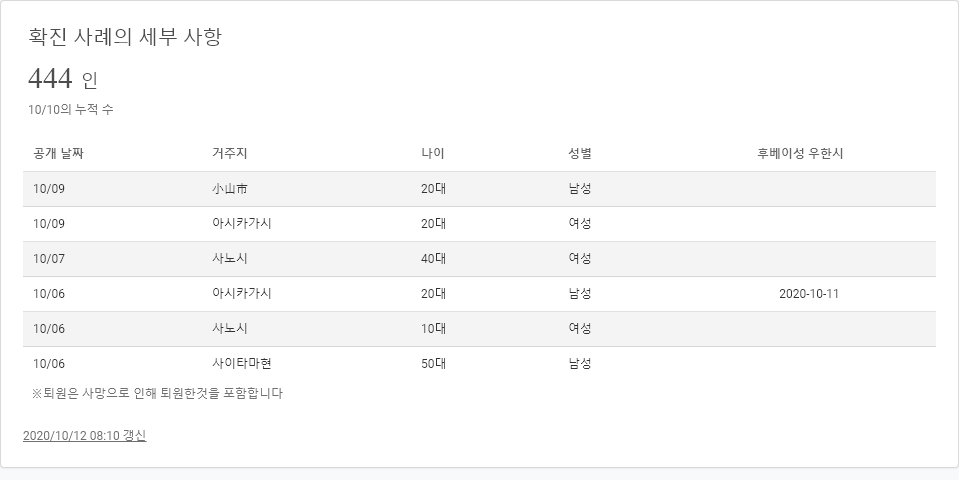 확진 사례의 세부 사항
444 인
10/10의 누적 수
공개 날짜 거주지 나이 성별 후베이성 우한시
10/09 小山市 20대 남성
10/09 아시카가시 20대 여성
10/07 사노시 40대 여성
10/06 아시카가시 20대 남성 2020-10-11
10/06 사노시 10대 여성
10/06 사이타마현 50대 남성
※퇴원은 사망으로 인해 퇴원한것을 포함합니다
2020/10/12 08:10 갱신